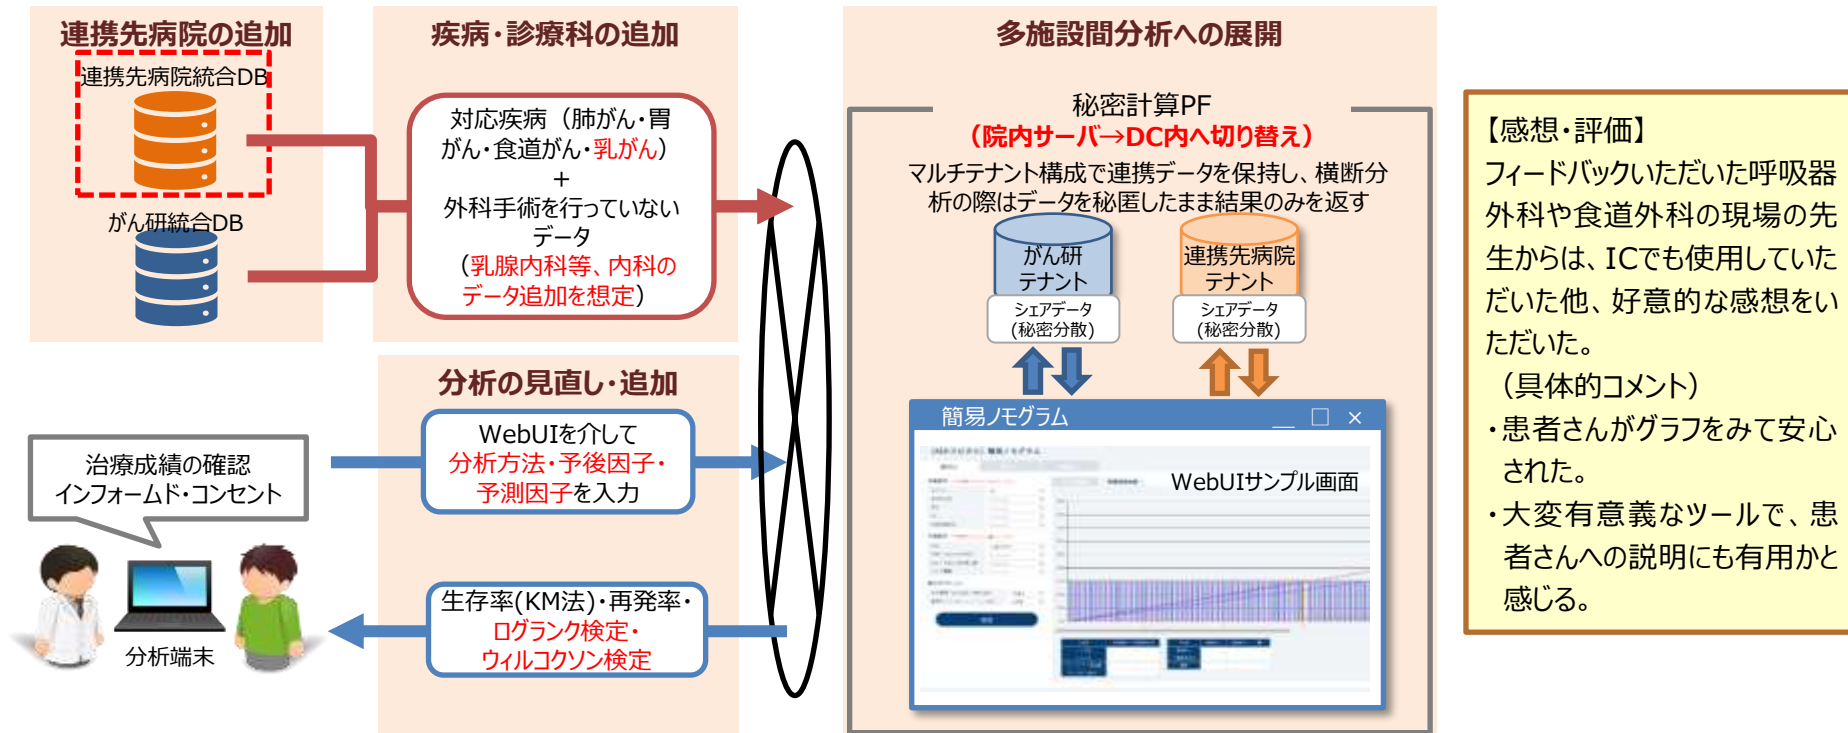 連携先病院の追加
連携先病院統合DB
がん研統合DB
疾病・診療科の追加
対応疾病（肺がん・胃
がん・食道がん・乳がん）
+
外科手術を行っていない
データ
（乳腺内科等、内科の
データ追加を想定）
分析の見直し・追加
WebUIを介して
分析方法・予後因子・
予測因子を入力
生存率(KM法)・再発率・
ログランク検定・
ウィルコクソン検定
治療成績の確認
インフォームド・コンセント
分析端末
多施設間分析への展開
秘密計算PF
（院内サーバ→DC内へ切り替え）
マルチテナント構成で連携データを保持し、横断分
析の際はデータを秘匿したまま結果のみを返す
がん研
テナント
シェアデータ
(秘密分散)
連携先病院
テナント
シェアデータ
(秘密分散)
簡易ノモグラム
WebUIサンプル画面
【感想・評価】
フィードバックいただいた呼吸器
外科や食道外科の現場の先
生からは、ICでも使用していた
だいた他、好意的な感想をい
ただいた。
（具体的コメント）
・患者さんがグラフをみて安心
された。
・大変有意義なツールで、患
者さんへの説明にも有用かと
感じる。